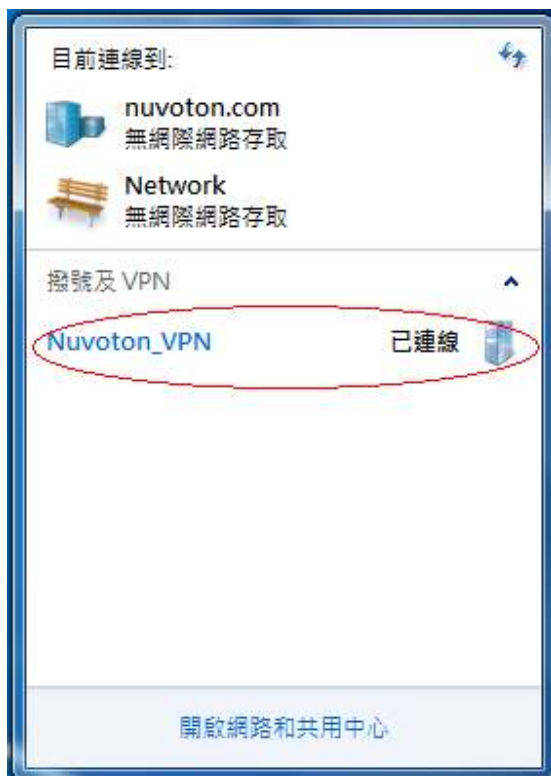 目前連線到:
nuvoton.com
無網際網路存取
Network
無網際網路存取
撥號及 VPN
Nuvoton_VPN 已連線
開啟網路和共用中心